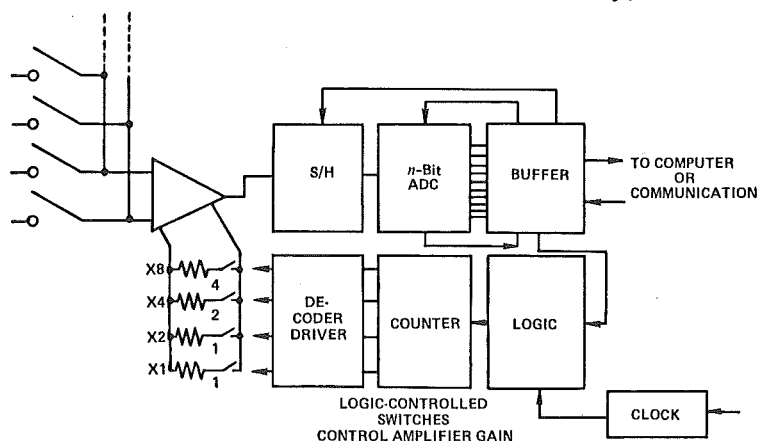 S/H
n-Bit
ADC
BUFFER
TO COMPUTER
OR
COMMUNICATION
X8
4
X4
2
X2
1
X1
1
DE-
CODER
DRIVER
COUNTER
LOGIC
LOGIC-CONTROLLED
SWITCHES
CONTROL AMPLIFIER GAIN
CLOCK